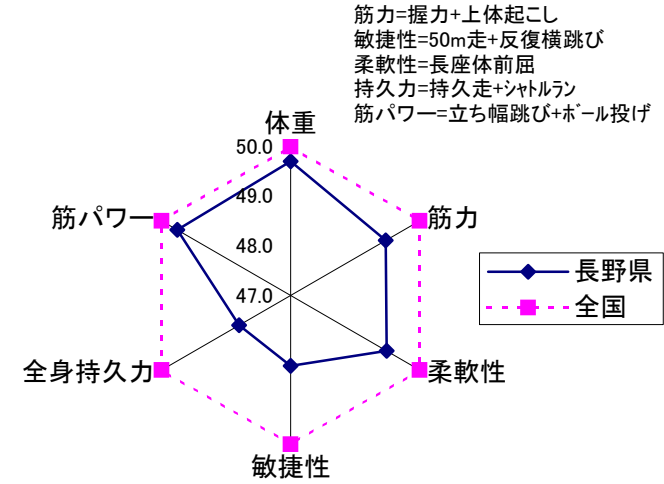 筋力=握力+上体起こし
敏捷性=50m走+反復横跳び
柔軟性=長座体前屈
持久力=持久走+ｼｬﾄﾙﾗﾝ
筋パワー=立ち幅跳び+ﾎﾞｰﾙ投げ
体重
50.0
49.0
48.0
47.0
筋パワー
筋力
長野県
全国
全身持久力
柔軟性
敏捷性